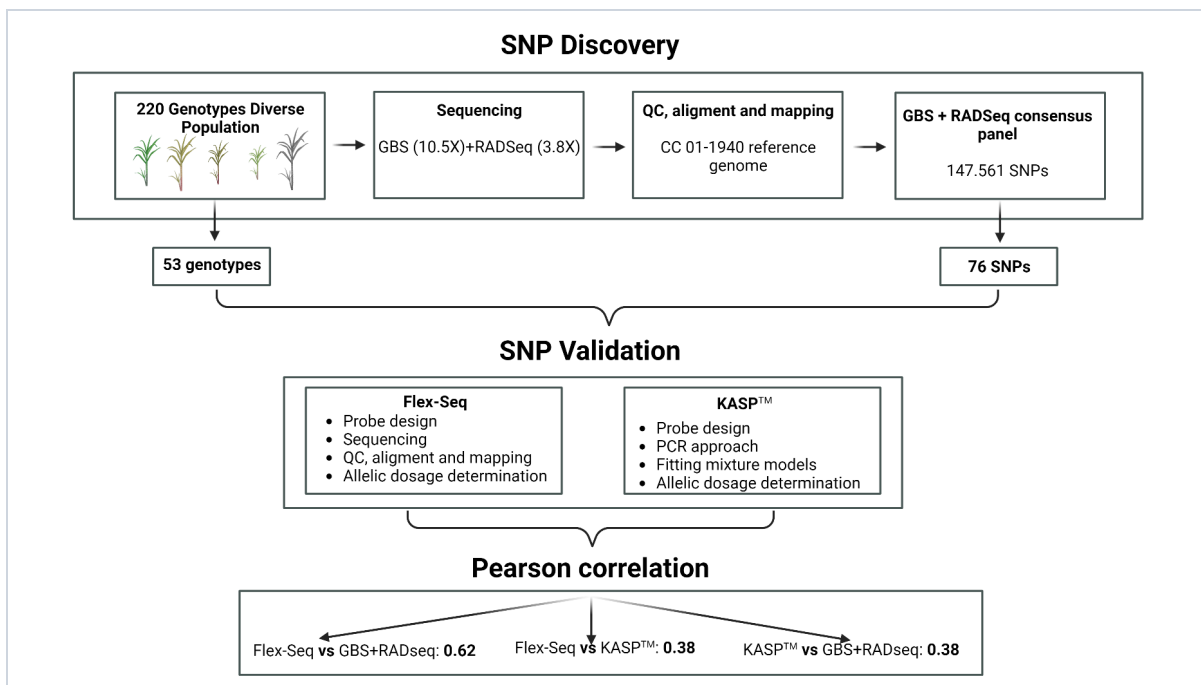 SNP Discovery
220 Genotypes Diverse
Population
Sequencing
GBS (10.5X)+RADSeq (3.8X)
QC, aligment and mapping
CC 01-1940 reference
genome
GBS + RADSeq consensus
panel
147.561 SNPs
53 genotypes
76 SNPs
SNP Validation
Flex-Seq
• Probe design
• Sequencing
• QC, aligment and mapping
• Allelic dosage determination
KASP™
• Probe design
• PCR approach
• Fitting mixture models
• Allelic dosage determination
Pearson correlation
Flex-Seq vs GBS+RADseq: 0.62
Flex-Seq vs KASP™: 0.38
KASP™ vs GBS+RADseq: 0.38